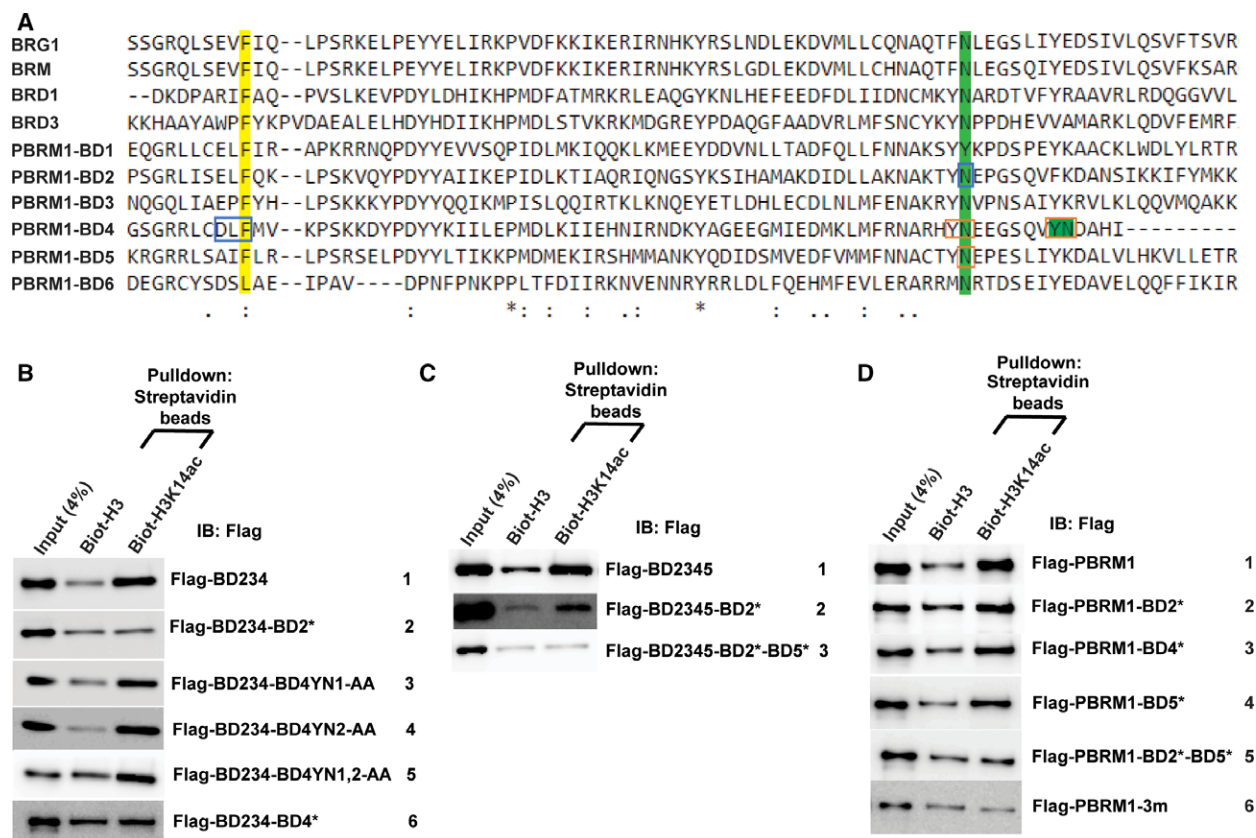 A
BRG1 SSGRQLSEVFIQ--LPSRKELPEYYELIRKPVDFKKIKERIRNHKYRSLNDLEKDVMLLCQNAQTFNLEGSLIYEDSIVLQSVFTSVR
BRM SSGRQLSEVFIQ--LPSRKELPEYYELIRKPVDFKKIKERIRNHKYRSLGDLEKDVMLLCHNAQTFNLEGSQIYEDSIVLQSVFKSAR
BRD1 --DKDPARIFAQ--PVSLKEVPDYLDHIKHPMDFATMRKRLEAQGYKNLHEFEEDFDLIIDNCMKYNARDTVFYRAAVRLRDQGGVVL
BRD3 KKHAAYAWPFYKPVDAEALELHDYHDIIKHPMDLSTVKRKMDGREYPDAQGFAADVRLMFSNCYKYNPPDHEVVAMARKLQDVFEMRF
PBRM1-BD1 EQGRLLCELFIR--APKRRNQPDYYEVVSQPIDLMKIQQKLKMEEYDDVNLLTADFQLLFNNAKSYYKPDSPEYKAACKLWDLYLRTR
PBRM1-BD2 PSGRLISELFQK--LPSKVQYPDYYAIIKEPIDLKTIAQRIQNGSYKSIHAMAKDIDLLAKNAKTYNEPGSQVFKDANSIKKIFYMKK
PBRM1-BD3 NQGQLIAEPFYH--LPSKKKYPDYYQQIKMPISLQQIRTKLKNQEYETLDHLECDLNLMFENAKRYNVPNSAIYKRVLKLQQVMQAKK
PBRM1-BD4 GSGRRLCDLFMV--KPSKKDYPDYYKIILEPMDLKIIEHNIRNDKYAGEEGMIEDMKLMFRNARHYNEEGSQVYNDAHI---------
PBRM1-BD5 KRGRRLSAIFLR--LPSRSELPDYYLTIKKPMDMEKIRSHMMANKYQDIDSMVEDFVMMFNNACTYNEPESLIYKDALVLHKVLLETR
PBRM1-BD6 DEGRCYSDSLAE--IPAV----DPNFPNKPPLTFDIIRKNVENNRYRRLDLFQEHMFEVLERARRMNRTDSEIYEDAVELQQFFIKIR
. : : *: : .: * : .. : ..
B
Pulldown:
Streptavidin
beads
Input (4%)
Biot-H3
Biot-H3K14ac
IB: Flag
Flag-BD234 1
Flag-BD234-BD2* 2
Flag-BD234-BD4YN1-AA 3
Flag-BD234-BD4YN2-AA 4
Flag-BD234-BD4YN1,2-AA 5
Flag-BD234-BD4* 6
C
Pulldown:
Streptavidin
beads
Input (4%)
Biot-H3
Biot-H3K14ac
IB: Flag
Flag-BD2345 1
Flag-BD2345-BD2* 2
Flag-BD2345-BD2*-BD5* 3
D
Pulldown:
Streptavidin
beads
Input (4%)
Biot-H3
Biot-H3K14ac
IB: Flag
Flag-PBRM1 1
Flag-PBRM1-BD2* 2
Flag-PBRM1-BD4* 3
Flag-PBRM1-BD5* 4
Flag-PBRM1-BD2*-BD5* 5
Flag-PBRM1-3m 6